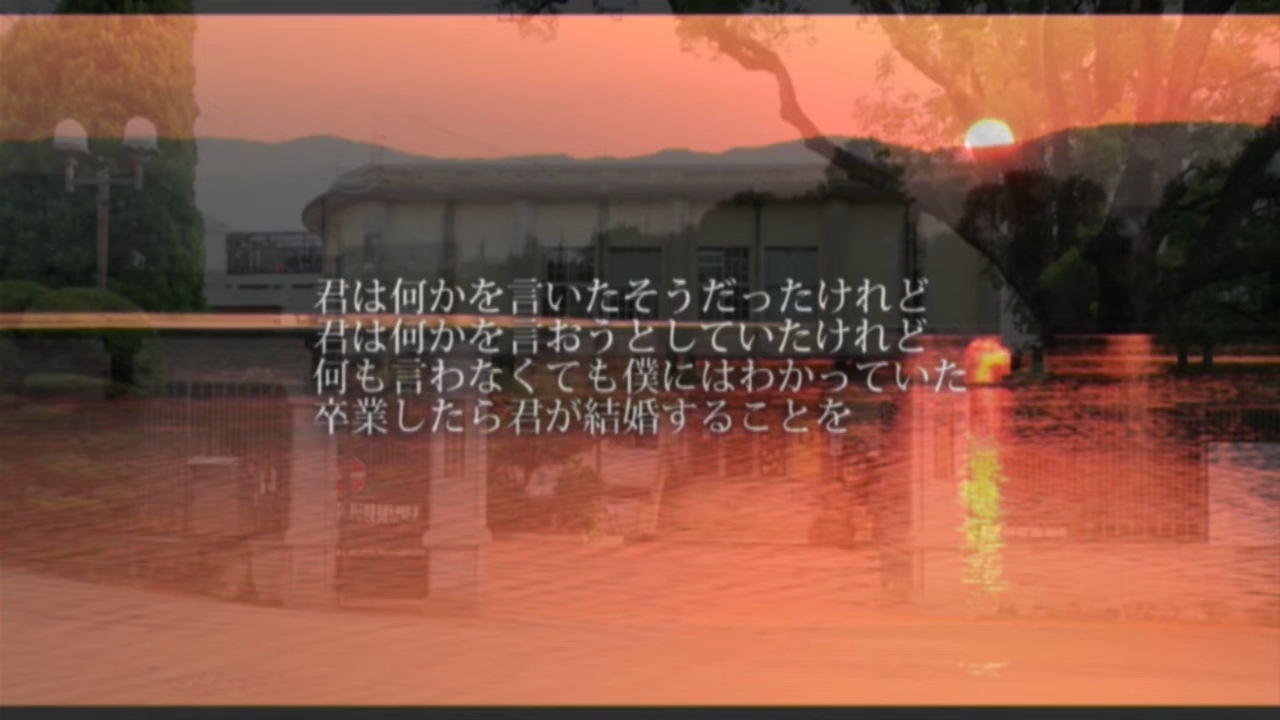 君は何かを言いたそうだったけれど
君は何かを言おうとしていたけれど
何も言わなくても僕にはわかっていた
卒業したら君が結婚することを